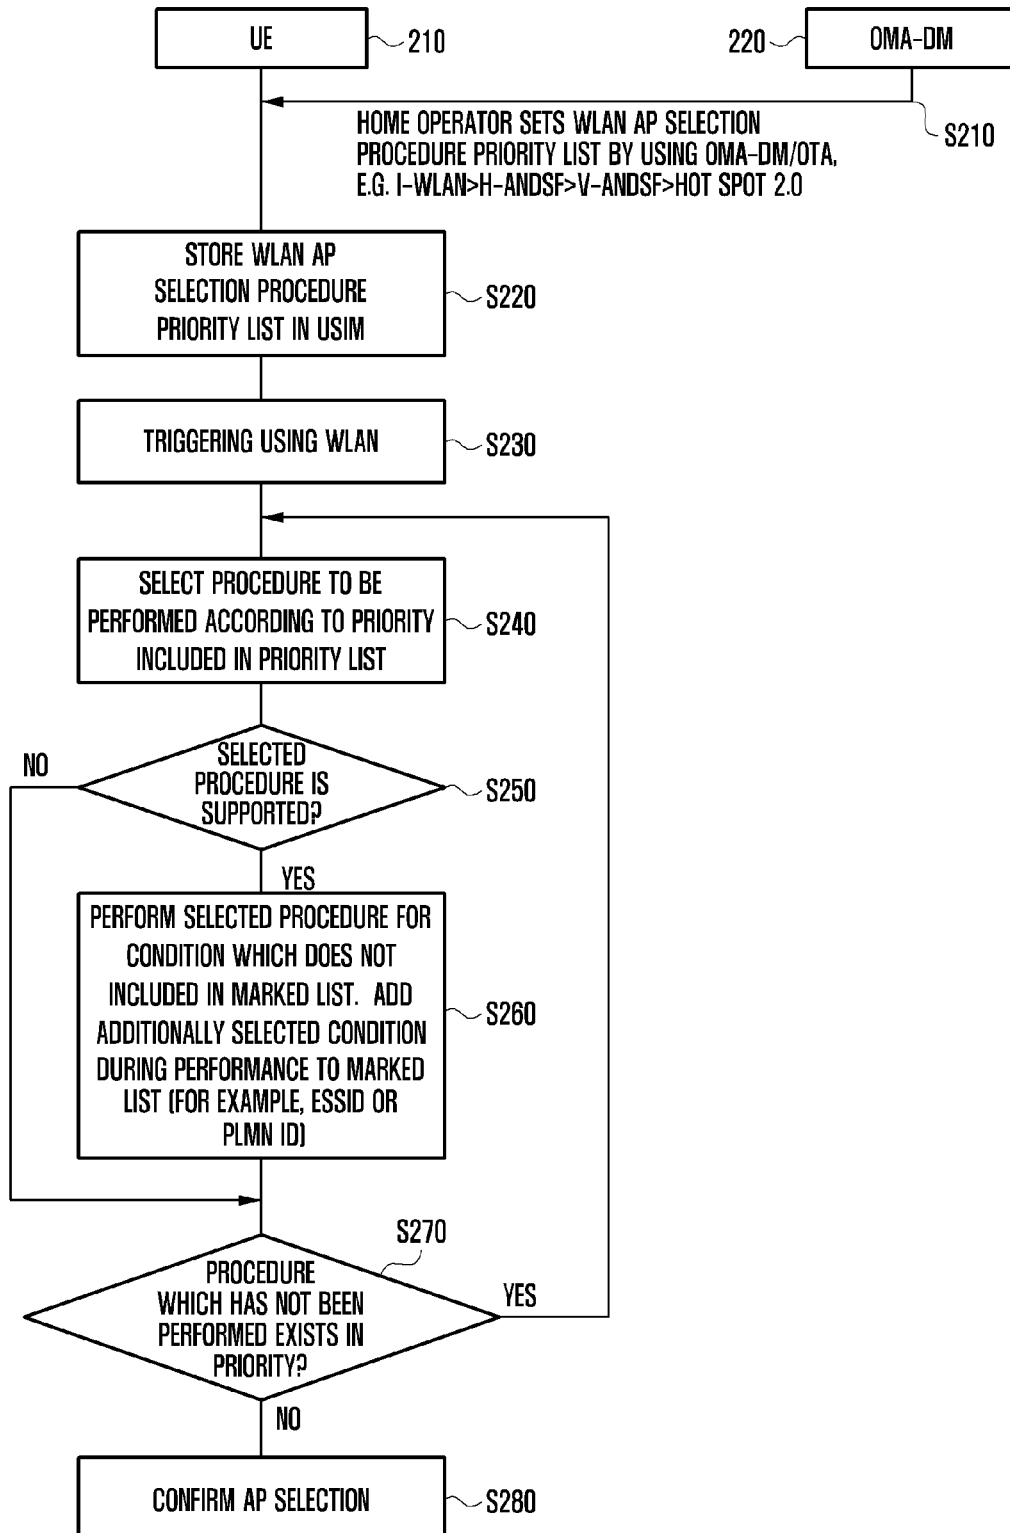 UE
210
220
OMA-DM
HOME OPERATOR SETS WLAN AP SELECTION
PROCEDURE PRIORITY LIST BY USING OMA-DM/OTA,
E.G. I-WLAN>H-ANDSF>V-ANDSF>HOT SPOT 2.0
S210
STORE WLAN AP
SELECTION PROCEDURE
PRIORITY LIST IN USIM
S220
TRIGGERING USING WLAN
S230
SELECT PROCEDURE TO BE
PERFORMED ACCORDING TO PRIORITY
INCLUDED IN PRIORITY LIST
S240
NO
SELECTED
PROCEDURE IS
SUPPORTED?
S250
YES
PERFORM SELECTED PROCEDURE FOR
CONDITION WHICH DOES NOT
INCLUDED IN MARKED LIST. ADD
ADDITIONALLY SELECTED CONDITION
DURING PERFORMANCE TO MARKED
LIST (FOR EXAMPLE, ESSID OR
PLMN ID)
S260
S270
PROCEDURE
WHICH HAS NOT BEEN
PERFORMED EXISTS IN
PRIORITY?
YES
NO
CONFIRM AP SELECTION
S280